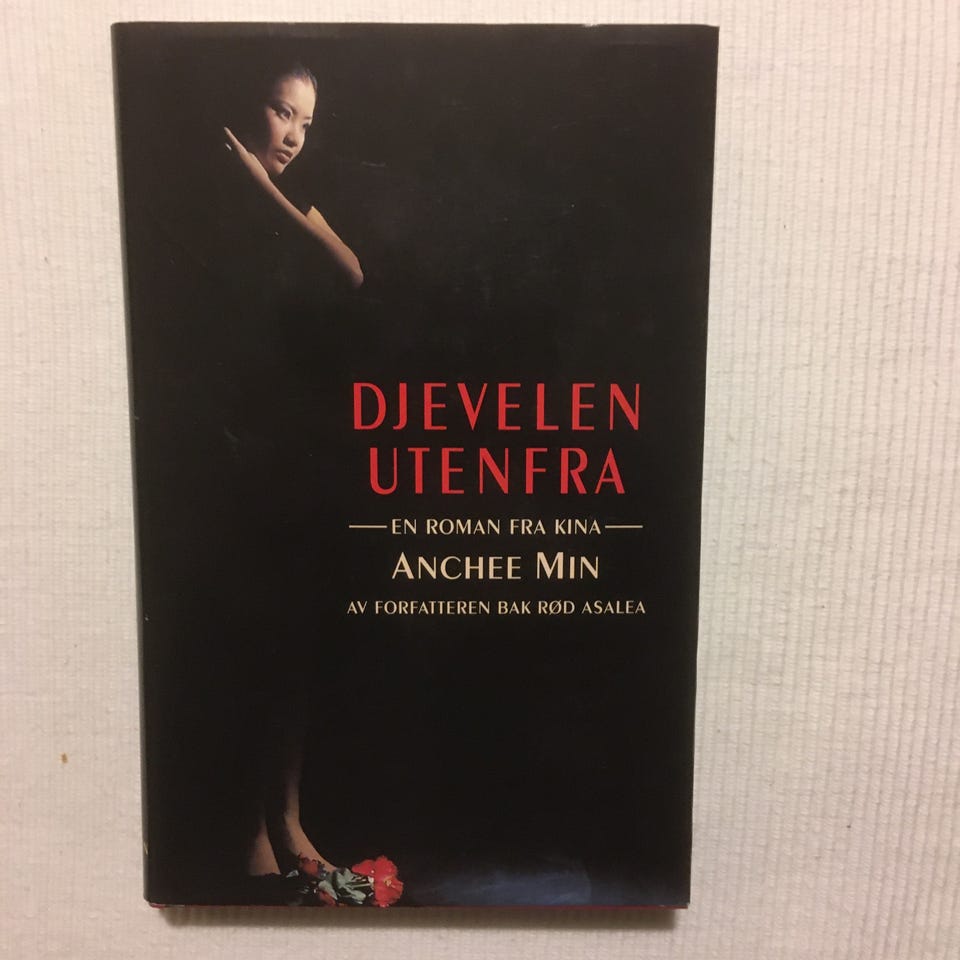 DJEVELEN
UTENFRA
EN ROMAN FRA KINA
ANCHEE MIN
AV FORFATTEREN BAK RØD ASALEA